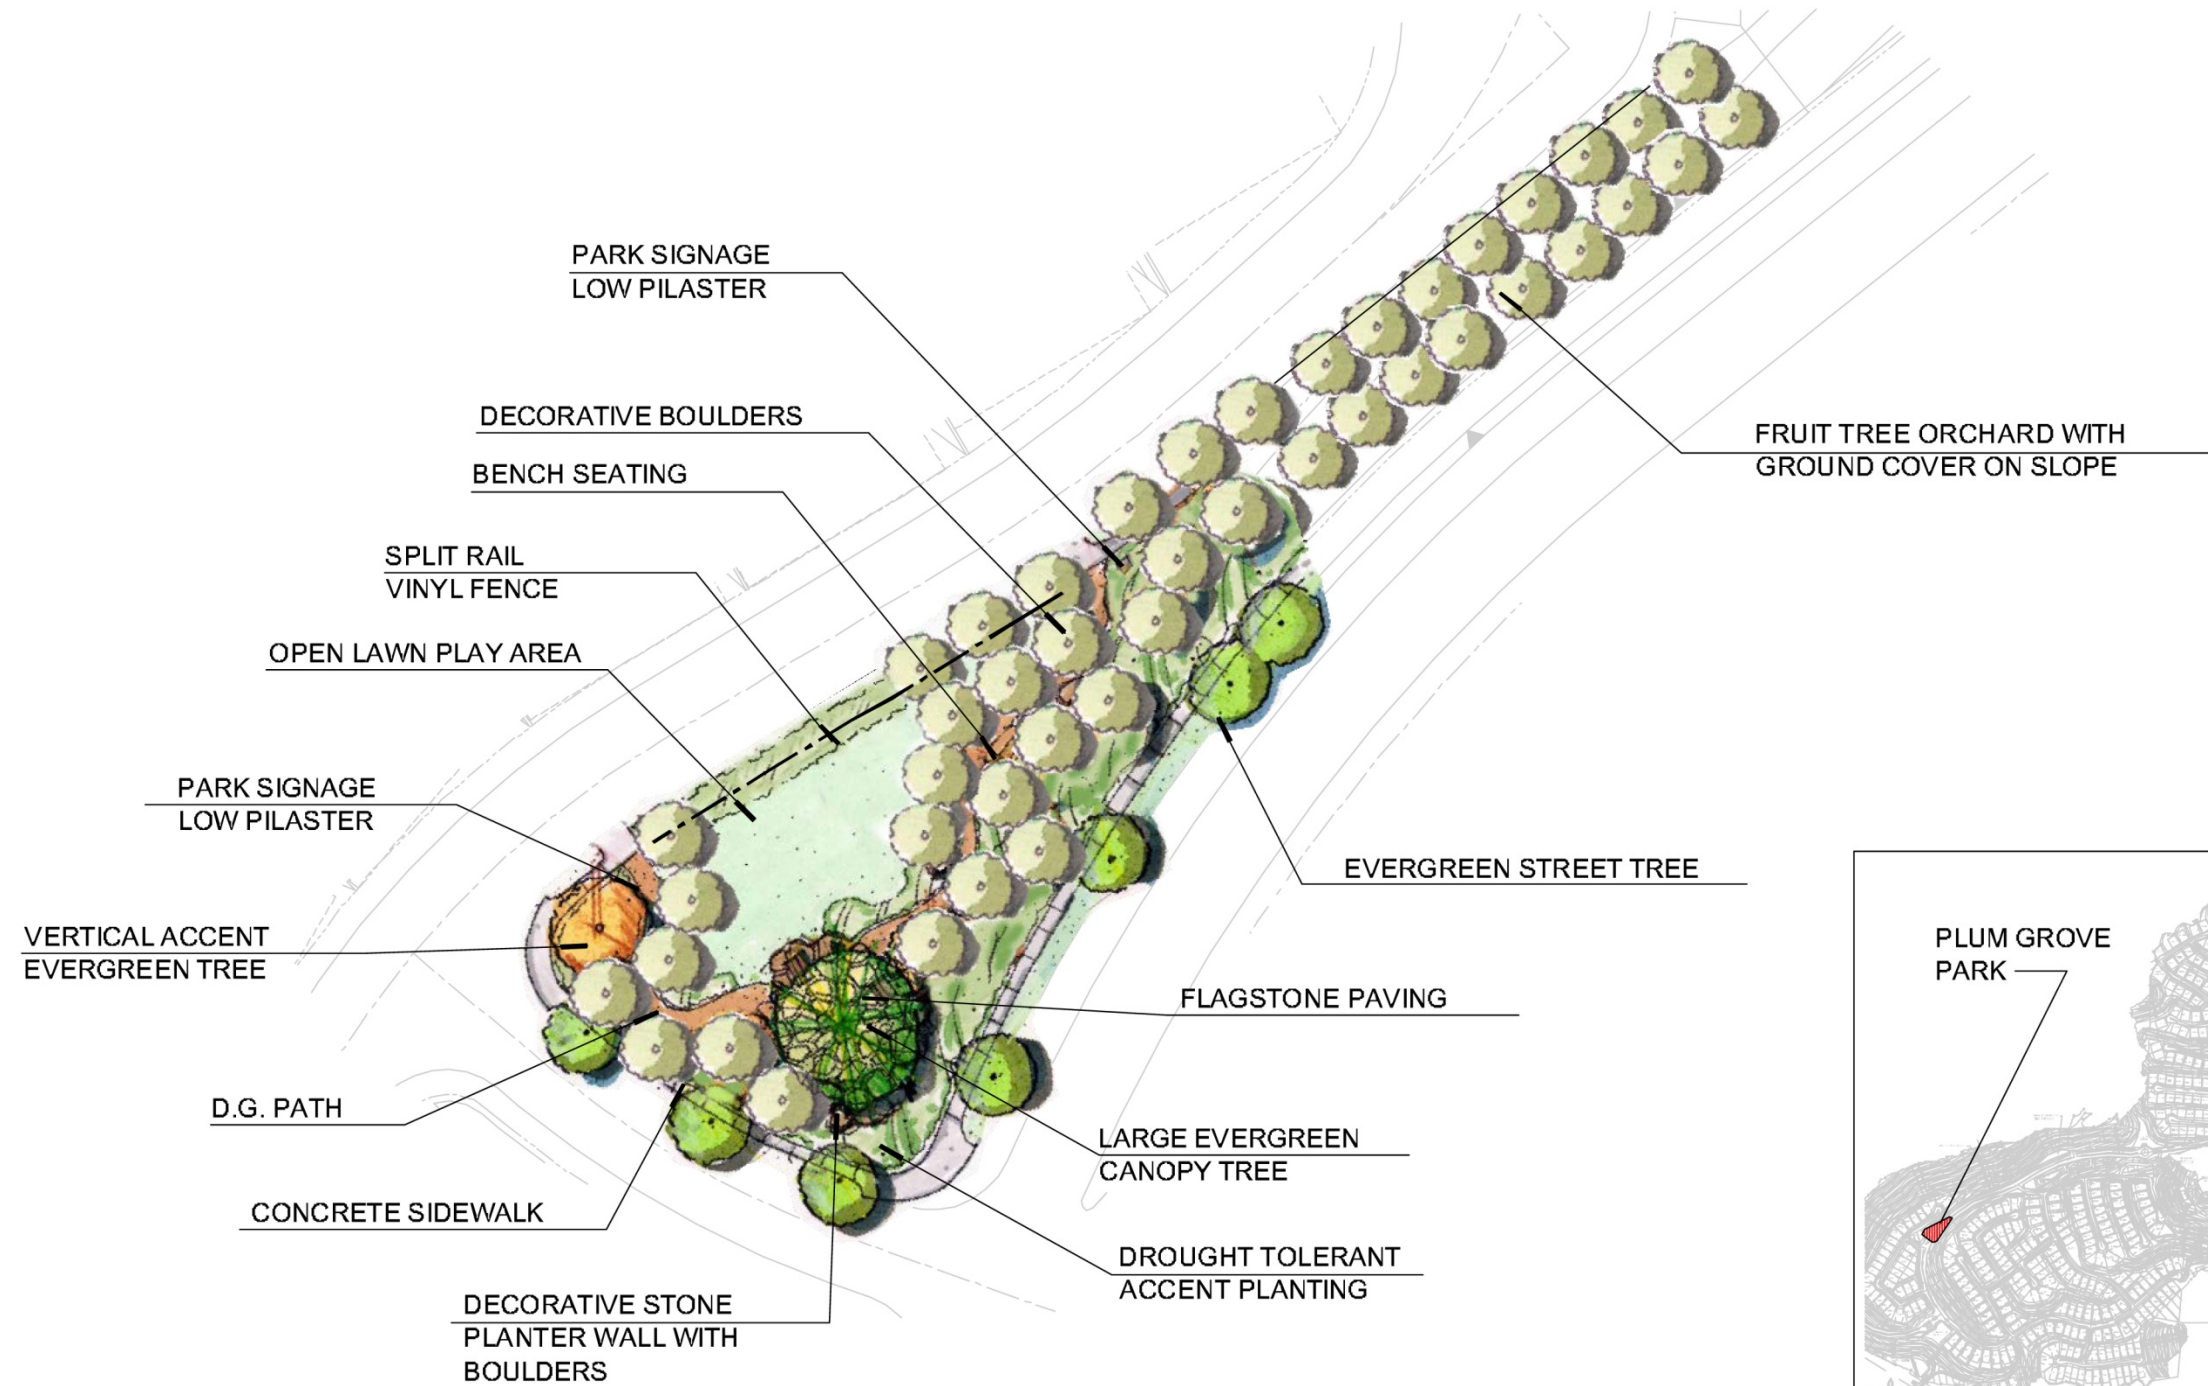 PARK SIGNAGE
LOW PILASTER
DECORATIVE BOULDERS
BENCH SEATING
SPLIT RAIL
VINYL FENCE
OPEN LAWN PLAY AREA
PARK SIGNAGE
LOW PILASTER
VERTICAL ACCENT
EVERGREEN TREE
D.G. PATH
CONCRETE SIDEWALK
DECORATIVE STONE
PLANTER WALL WITH
BOULDERS
FRUIT TREE ORCHARD WITH
GROUND COVER ON SLOPE
EVERGREEN STREET TREE
FLAGSTONE PAVING
LARGE EVERGREEN
CANOPY TREE
DROUGHT TOLERANT
ACCENT PLANTING
PLUM GROVE
PARK